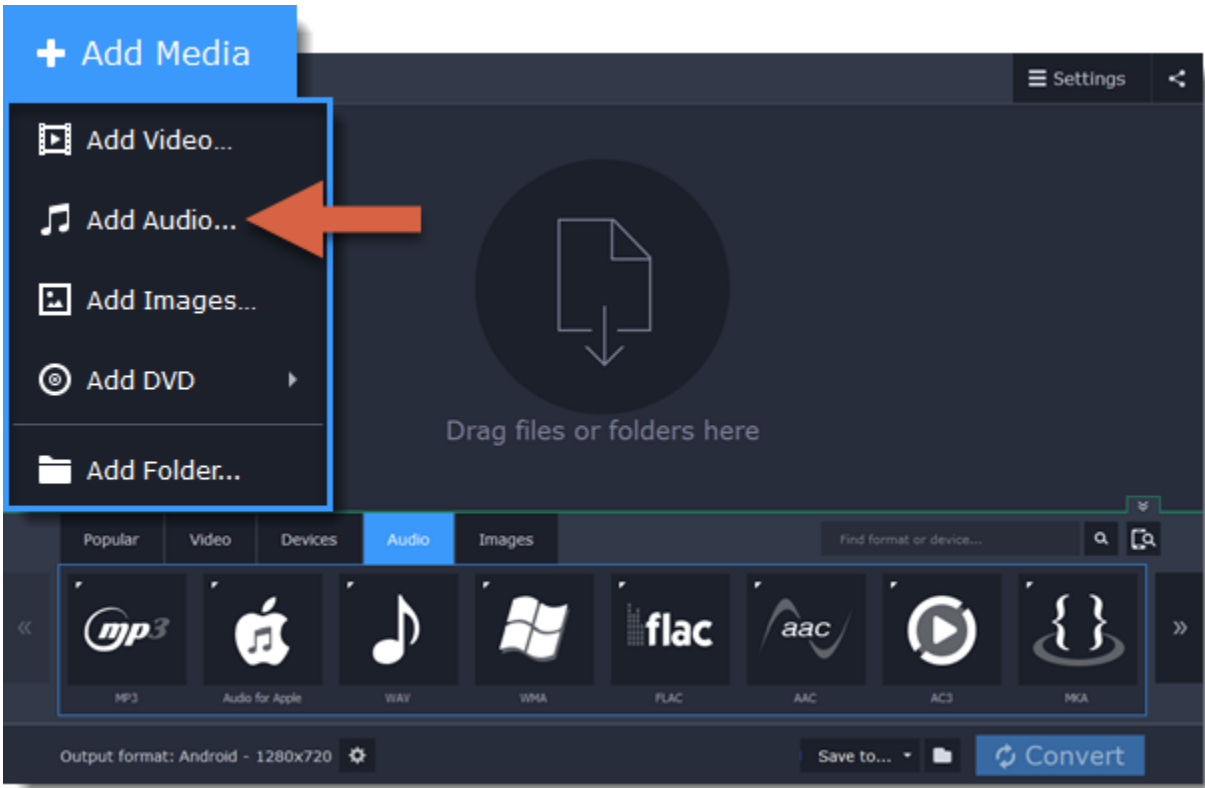 Add Media
Settings
Add Video...
Add Audio...
Add Images...
Add DVD
Add Folder...
Drag files or folders here
Popular Video Devices Audio Images Find format or device...
mp3 flac aac
MP3 Audio for Apple WAV WMA FLAC AAC AC3 MKA
Output format: Android - 1280x720 Save to... Convert